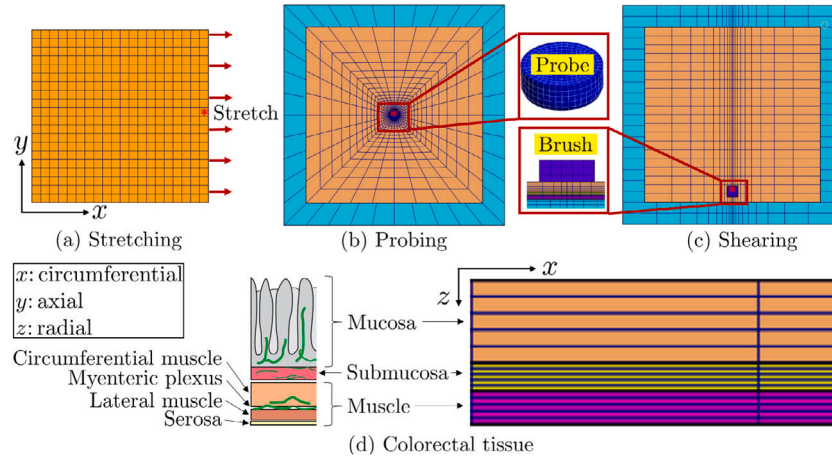 * Stretch
y
x
(a) Stretching
Probe
(b) Probing
Brush
(c) Shearing
x: circumferential
y: axial
z: radial
Circumferential muscle
Myenteric plexus
Lateral muscle
Serosa
Mucosa
Submucosa
Muscle
x
z
(d) Colorectal tissue